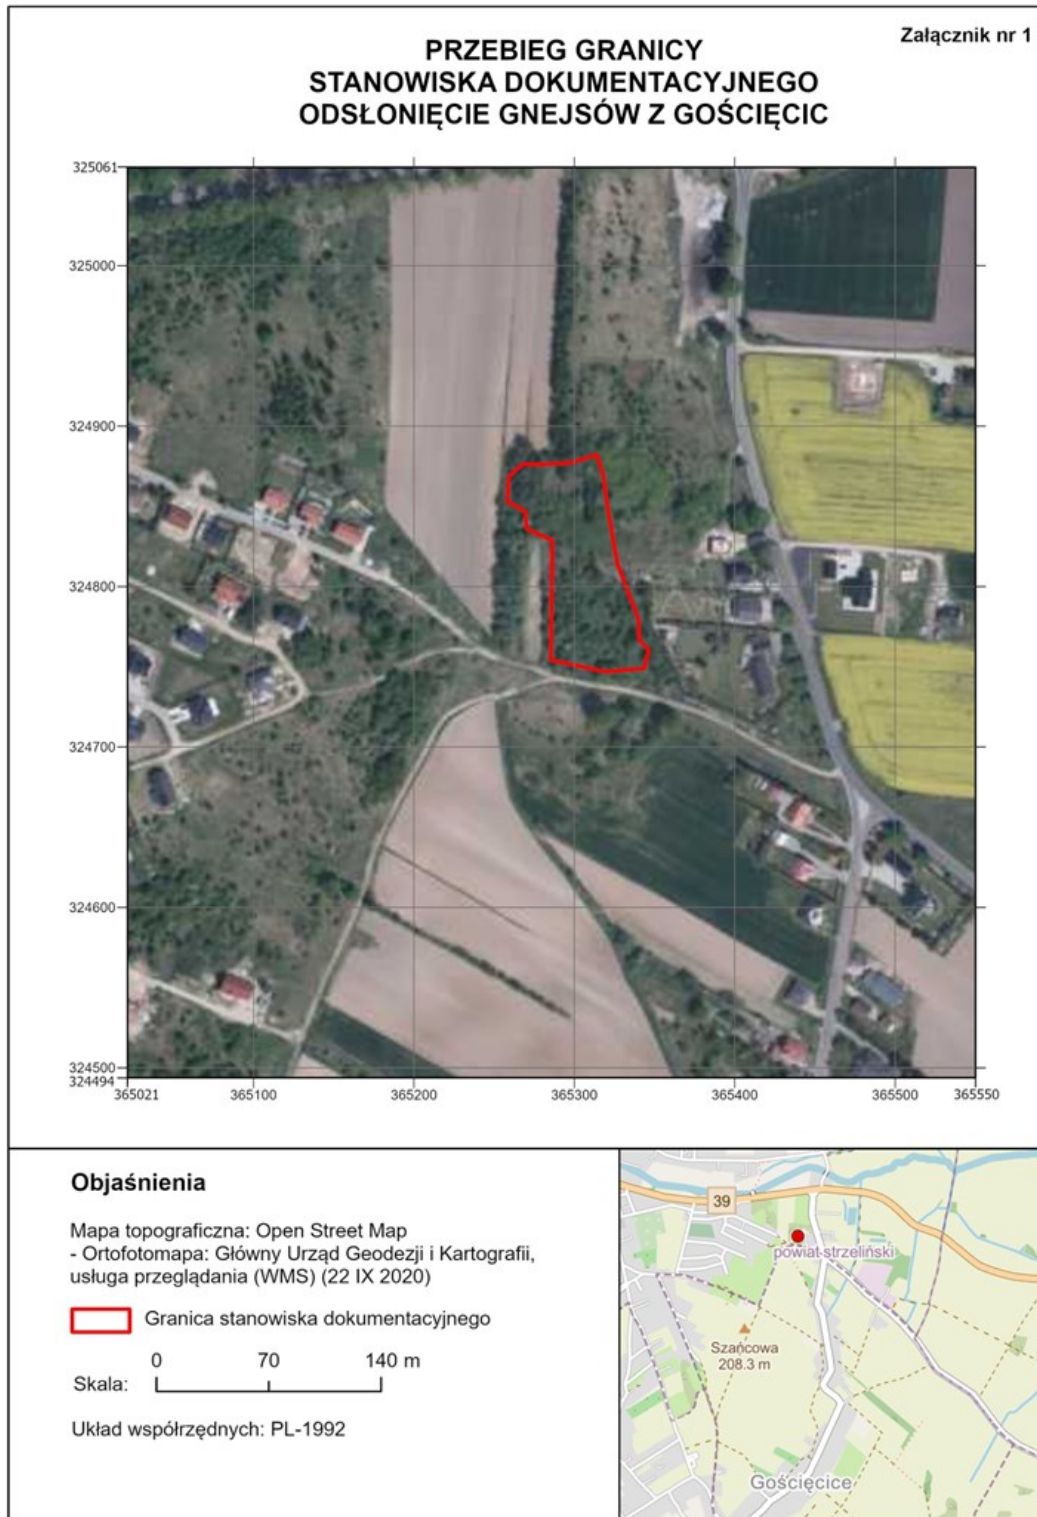 Załącznik nr 1
PRZEBIEG GRANICY
STANOWISKA DOKUMENTACYJNEGO
ODSŁONIĘCIE GNEJSÓW Z GOŚCIĘCIC
325061
325000
324900
324800
324700
324600
324500
324494
365021 365100 365200 365300 365400 365500 365550
Objaśnienia
Mapa topograficzna: Open Street Map
- Ortofotomapa: Główny Urząd Geodezji i Kartografii,
usługa przeglądania (WMS) (22 IX 2020)
Granica stanowiska dokumentacyjnego
0 70 140 m
Skala:
Układ współrzędnych: PL-1992
39
powiat strzeliński
Szańcowa
208.3 m
Gościęcice